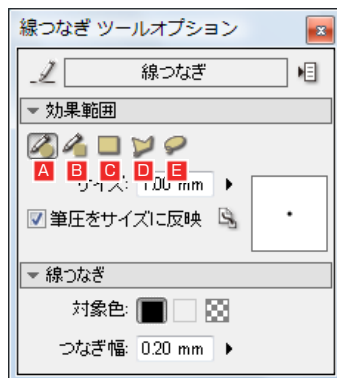 線つなぎ ツールオプション
線つなぎ
効果範囲
A B C D E
サイズ: 1.00 mm
筆圧をサイズに反映
線つなぎ
対象色:
つなぎ幅: 0.20 mm